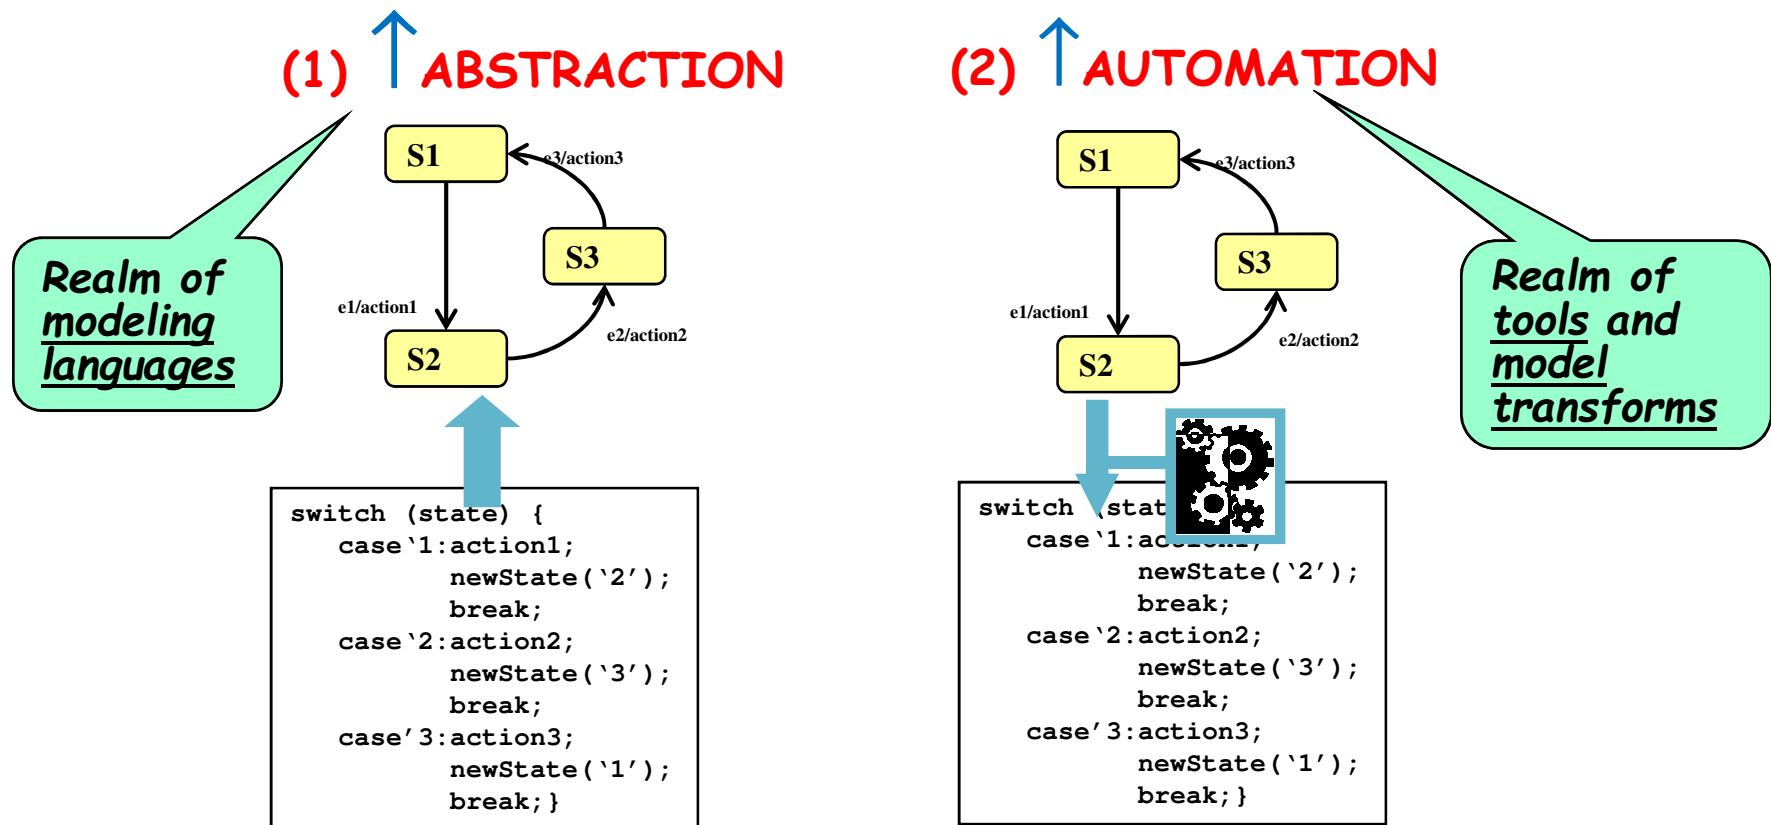 (1) ↑ ABSTRACTION
S1
e3/action3
S3
e1/action1
e2/action2
S2
Realm of
modeling
languages
switch (state) {
case‵1:action1;
newState(‵2’);
break;
case‵2:action2;
newState(‵3’);
break;
case’3:action3;
newState(‵1’);
break;}
(2) ↑ AUTOMATION
S1
e3/action3
S3
e1/action1
e2/action2
S2
Realm of
tools and
model
transforms
switch (stat
case‵1:action1;
newState(‵2’);
break;
case‵2:action2;
newState(‵3’);
break;
case’3:action3;
newState(‵1’);
break;}